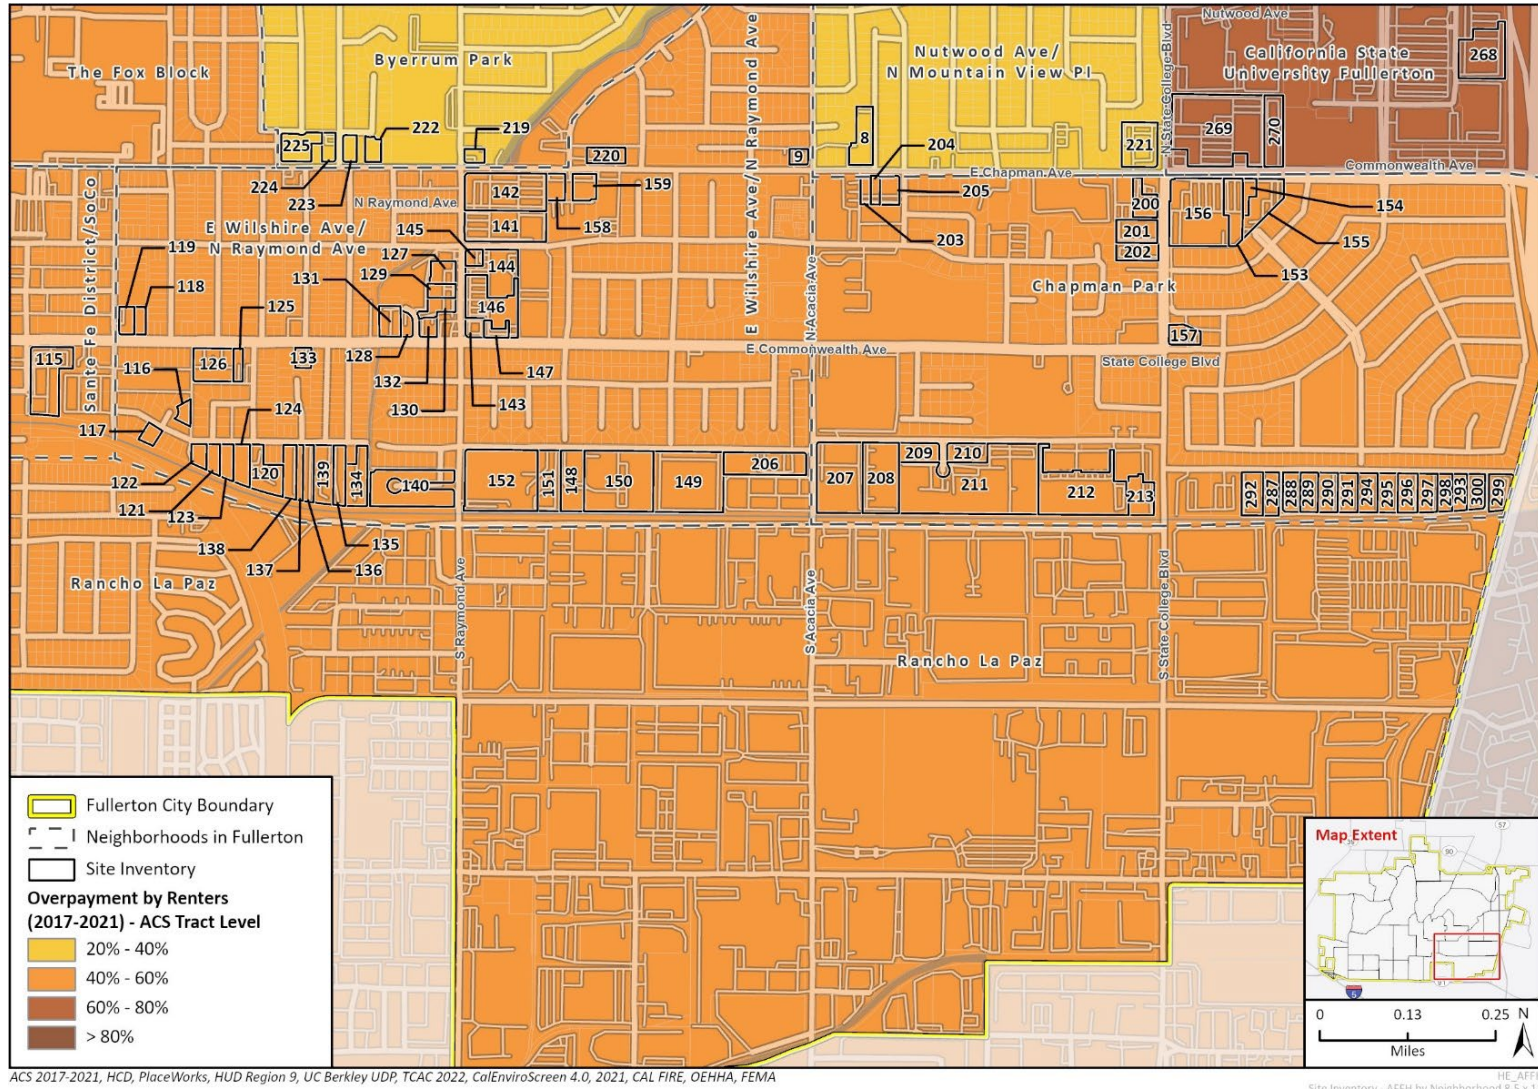 Nutwood Ave
The Fox Block
Byerrum Park
Nutwood Ave/
N Mountain View Pl
California State
University Fullerton
268
N State College Blvd
E Wilshire Ave/N Raymond Ave
225
222
219
220
9
8
204
221
269
270
Commonwealth Ave
224
223
E Chapman Ave
142
159
205
200
156
154
N Raymond Ave
158
E Wilshire Ave/
N Raymond Ave
141
203
201
155
145
127
144
202
153
119
129
131
118
146
Chapman Park
Sante Fe District/SoCo
125
N Acacia Ave
115
126
133
128
132
130
147
143
E Commonwealth Ave
157
State College Blvd
116
124
117
120
139
134
140
152
151
148
150
149
206
207
208
209
210
211
212
213
292
287
288
289
290
291
294
295
296
297
298
293
300
299
122
121
123
138
137
136
135
Rancho La Paz
S Raymond Ave
S Acacia Ave
S State College Blvd
Rancho La Paz
Fullerton City Boundary
Neighborhoods in Fullerton
Site Inventory
Overpayment by Renters
(2017-2021) - ACS Tract Level
20% - 40%
40% - 60%
60% - 80%
> 80%
Map Extent
57
90
91
5
0 0.13 0.25
Miles
N
ACS 2017-2021, HCD, PlaceWorks, HUD Region 9, UC Berkley UDP, TCAC 2022, CalEnviroScreen 4.0, 2021, CAL FIRE, OEHHA, FEMA